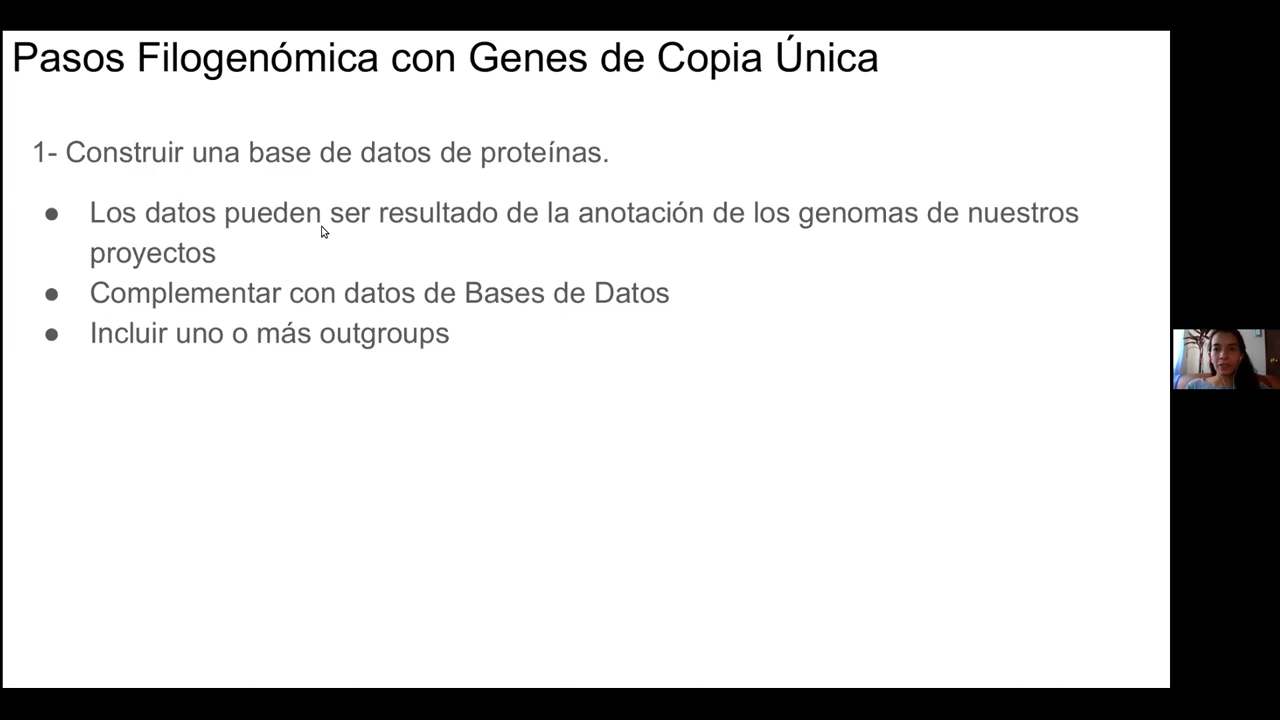 Pasos Filogenómica con Genes de Copia Única
1- Construir una base de datos de proteínas.
● Los datos pueden ser resultado de la anotación de los genomas de nuestros
proyectos
● Complementar con datos de Bases de Datos
● Incluir uno o más outgroups